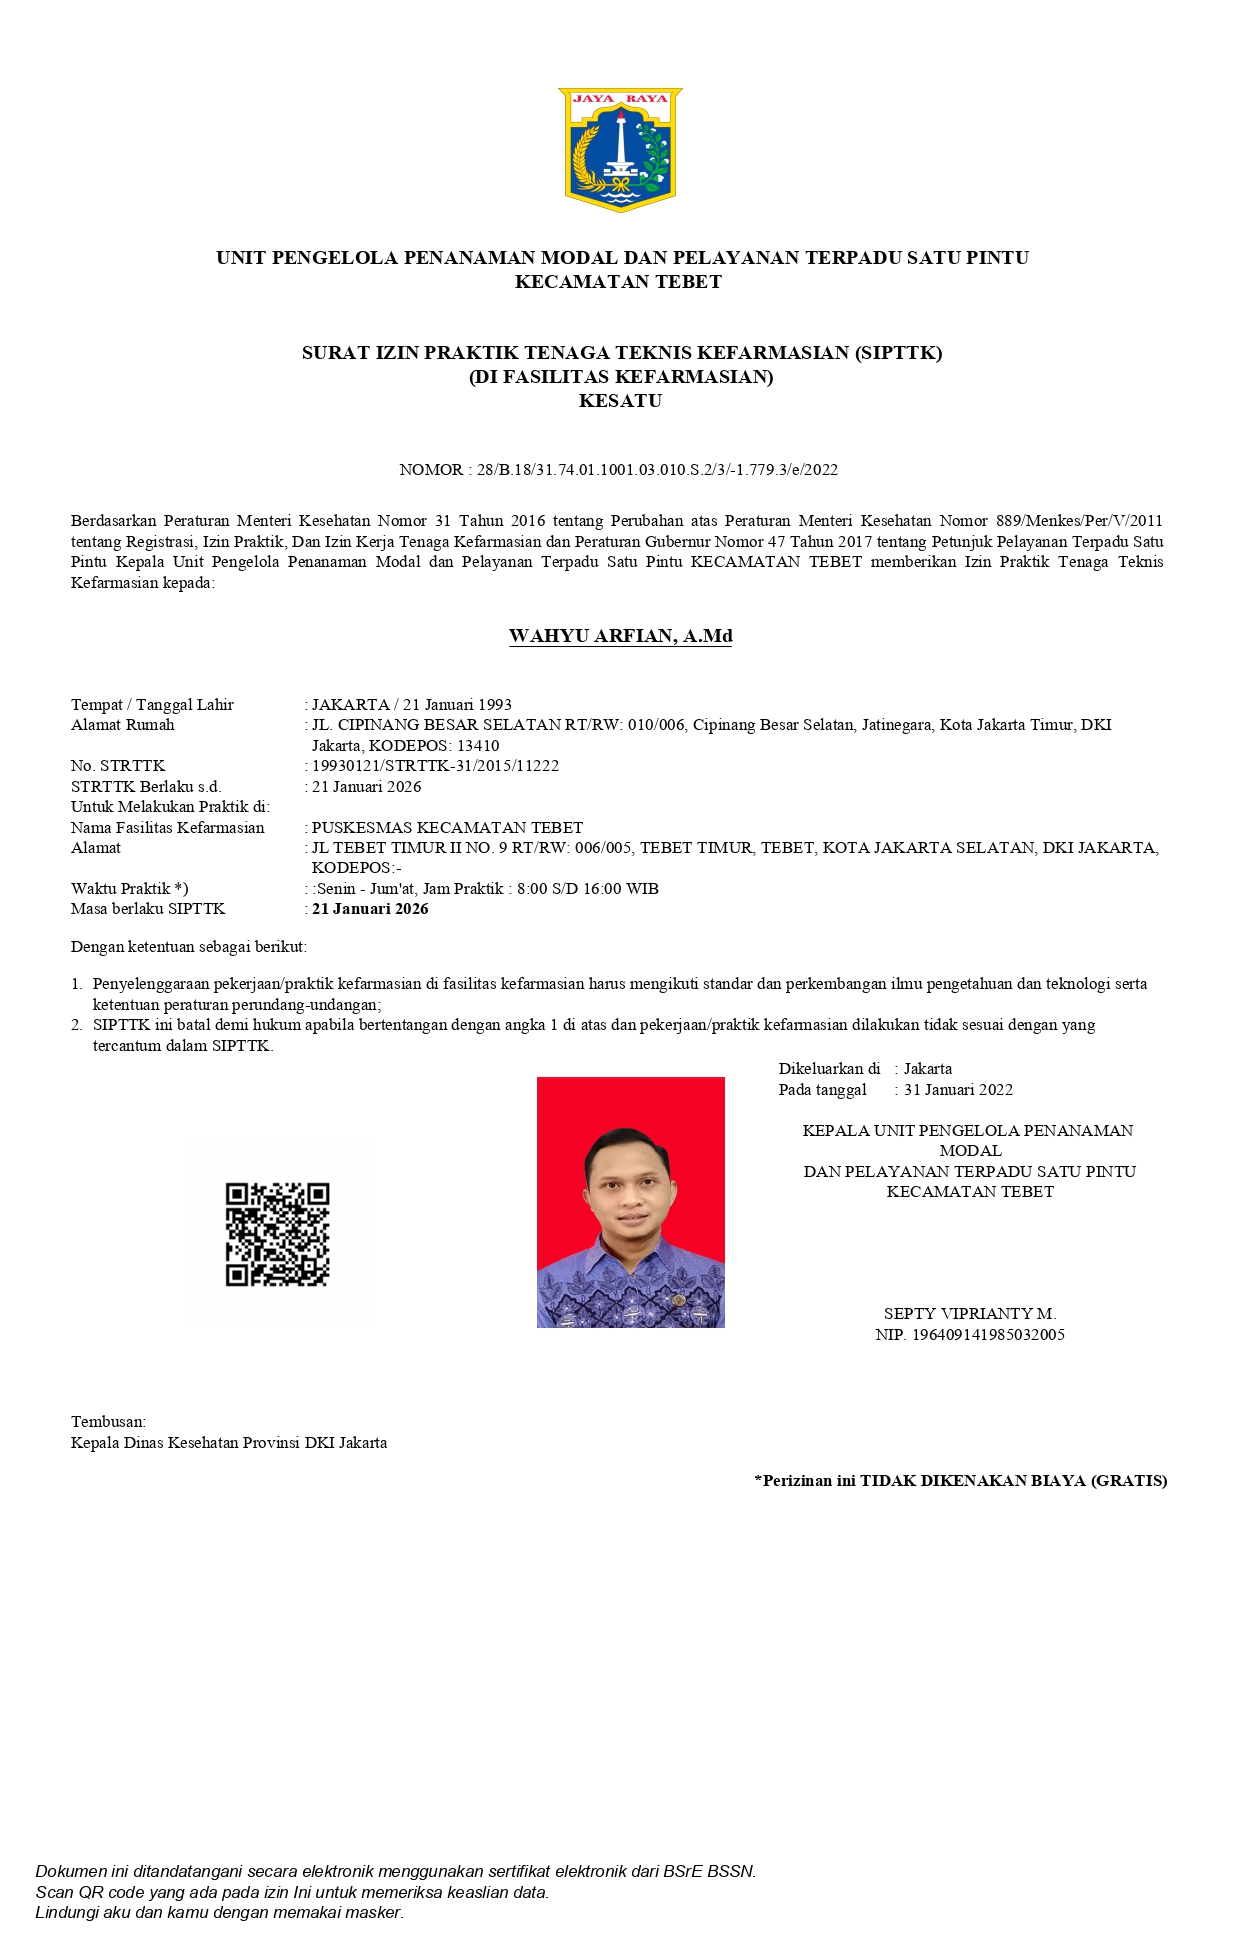 JAYA RAYA
UNIT PENGELOLA PENANAMAN MODAL DAN PELAYANAN TERPADU SATU PINTU
KECAMATAN TEBET
SURAT IZIN PRAKTIK TENAGA TEKNIS KEFARMASIAN (SIPTTK)
(DI FASILITAS KEFARMASIAN)
KESATU
NOMOR : 28/B.18/31.74.01.1001.03.010.S.2/3/-1.779.3/e/2022
Berdasarkan Peraturan Menteri Kesehatan Nomor 31 Tahun 2016 tentang Perubahan atas Peraturan Menteri Kesehatan Nomor 889/Menkes/Per/V/2011
tentang Registrasi, Izin Praktik, Dan Izin Kerja Tenaga Kefarmasian dan Peraturan Gubernur Nomor 47 Tahun 2017 tentang Petunjuk Pelayanan Terpadu Satu
Pintu Kepala Unit Pengelola Penanaman Modal dan Pelayanan Terpadu Satu Pintu KECAMATAN TEBET memberikan Izin Praktik Tenaga Teknis
Kefarmasian kepada:
WAHYU ARFIAN, A.Md
Tempat / Tanggal Lahir : JAKARTA / 21 Januari 1993
Alamat Rumah : JL. CIPINANG BESAR SELATAN RT/RW: 010/006, Cipinang Besar Selatan, Jatinegara, Kota Jakarta Timur, DKI
Jakarta, KODEPOS: 13410
No. STRTTK : 19930121/STRTTK-31/2015/11222
STRTTK Berlaku s.d. : 21 Januari 2026
Untuk Melakukan Praktik di:
Nama Fasilitas Kefarmasian : PUSKESMAS KECAMATAN TEBET
Alamat : JL TEBET TIMUR II NO. 9 RT/RW: 006/005, TEBET TIMUR, TEBET, KOTA JAKARTA SELATAN, DKI JAKARTA,
KODEPOS:-
Waktu Praktik *) : :Senin - Jum'at, Jam Praktik : 8:00 S/D 16:00 WIB
Masa berlaku SIPTTK : 21 Januari 2026
Dengan ketentuan sebagai berikut:
1. Penyelenggaraan pekerjaan/praktik kefarmasian di fasilitas kefarmasian harus mengikuti standar dan perkembangan ilmu pengetahuan dan teknologi serta
ketentuan peraturan perundang-undangan;
2. SIPTTK ini batal demi hukum apabila bertentangan dengan angka 1 di atas dan pekerjaan/praktik kefarmasian dilakukan tidak sesuai dengan yang
tercantum dalam SIPTTK.
Dikeluarkan di : Jakarta
Pada tanggal : 31 Januari 2022
KEPALA UNIT PENGELOLA PENANAMAN
MODAL
DAN PELAYANAN TERPADU SATU PINTU
KECAMATAN TEBET
SEPTY VIPRIANTY M.
NIP. 196409141985032005
Tembusan:
Kepala Dinas Kesehatan Provinsi DKI Jakarta
*Perizinan ini TIDAK DIKENAKAN BIAYA (GRATIS)
Dokumen ini ditandatangani secara elektronik menggunakan sertifikat elektronik dari BSrE BSSN.
Scan QR code yang ada pada izin Ini untuk memeriksa keaslian data.
Lindungi aku dan kamu dengan memakai masker.